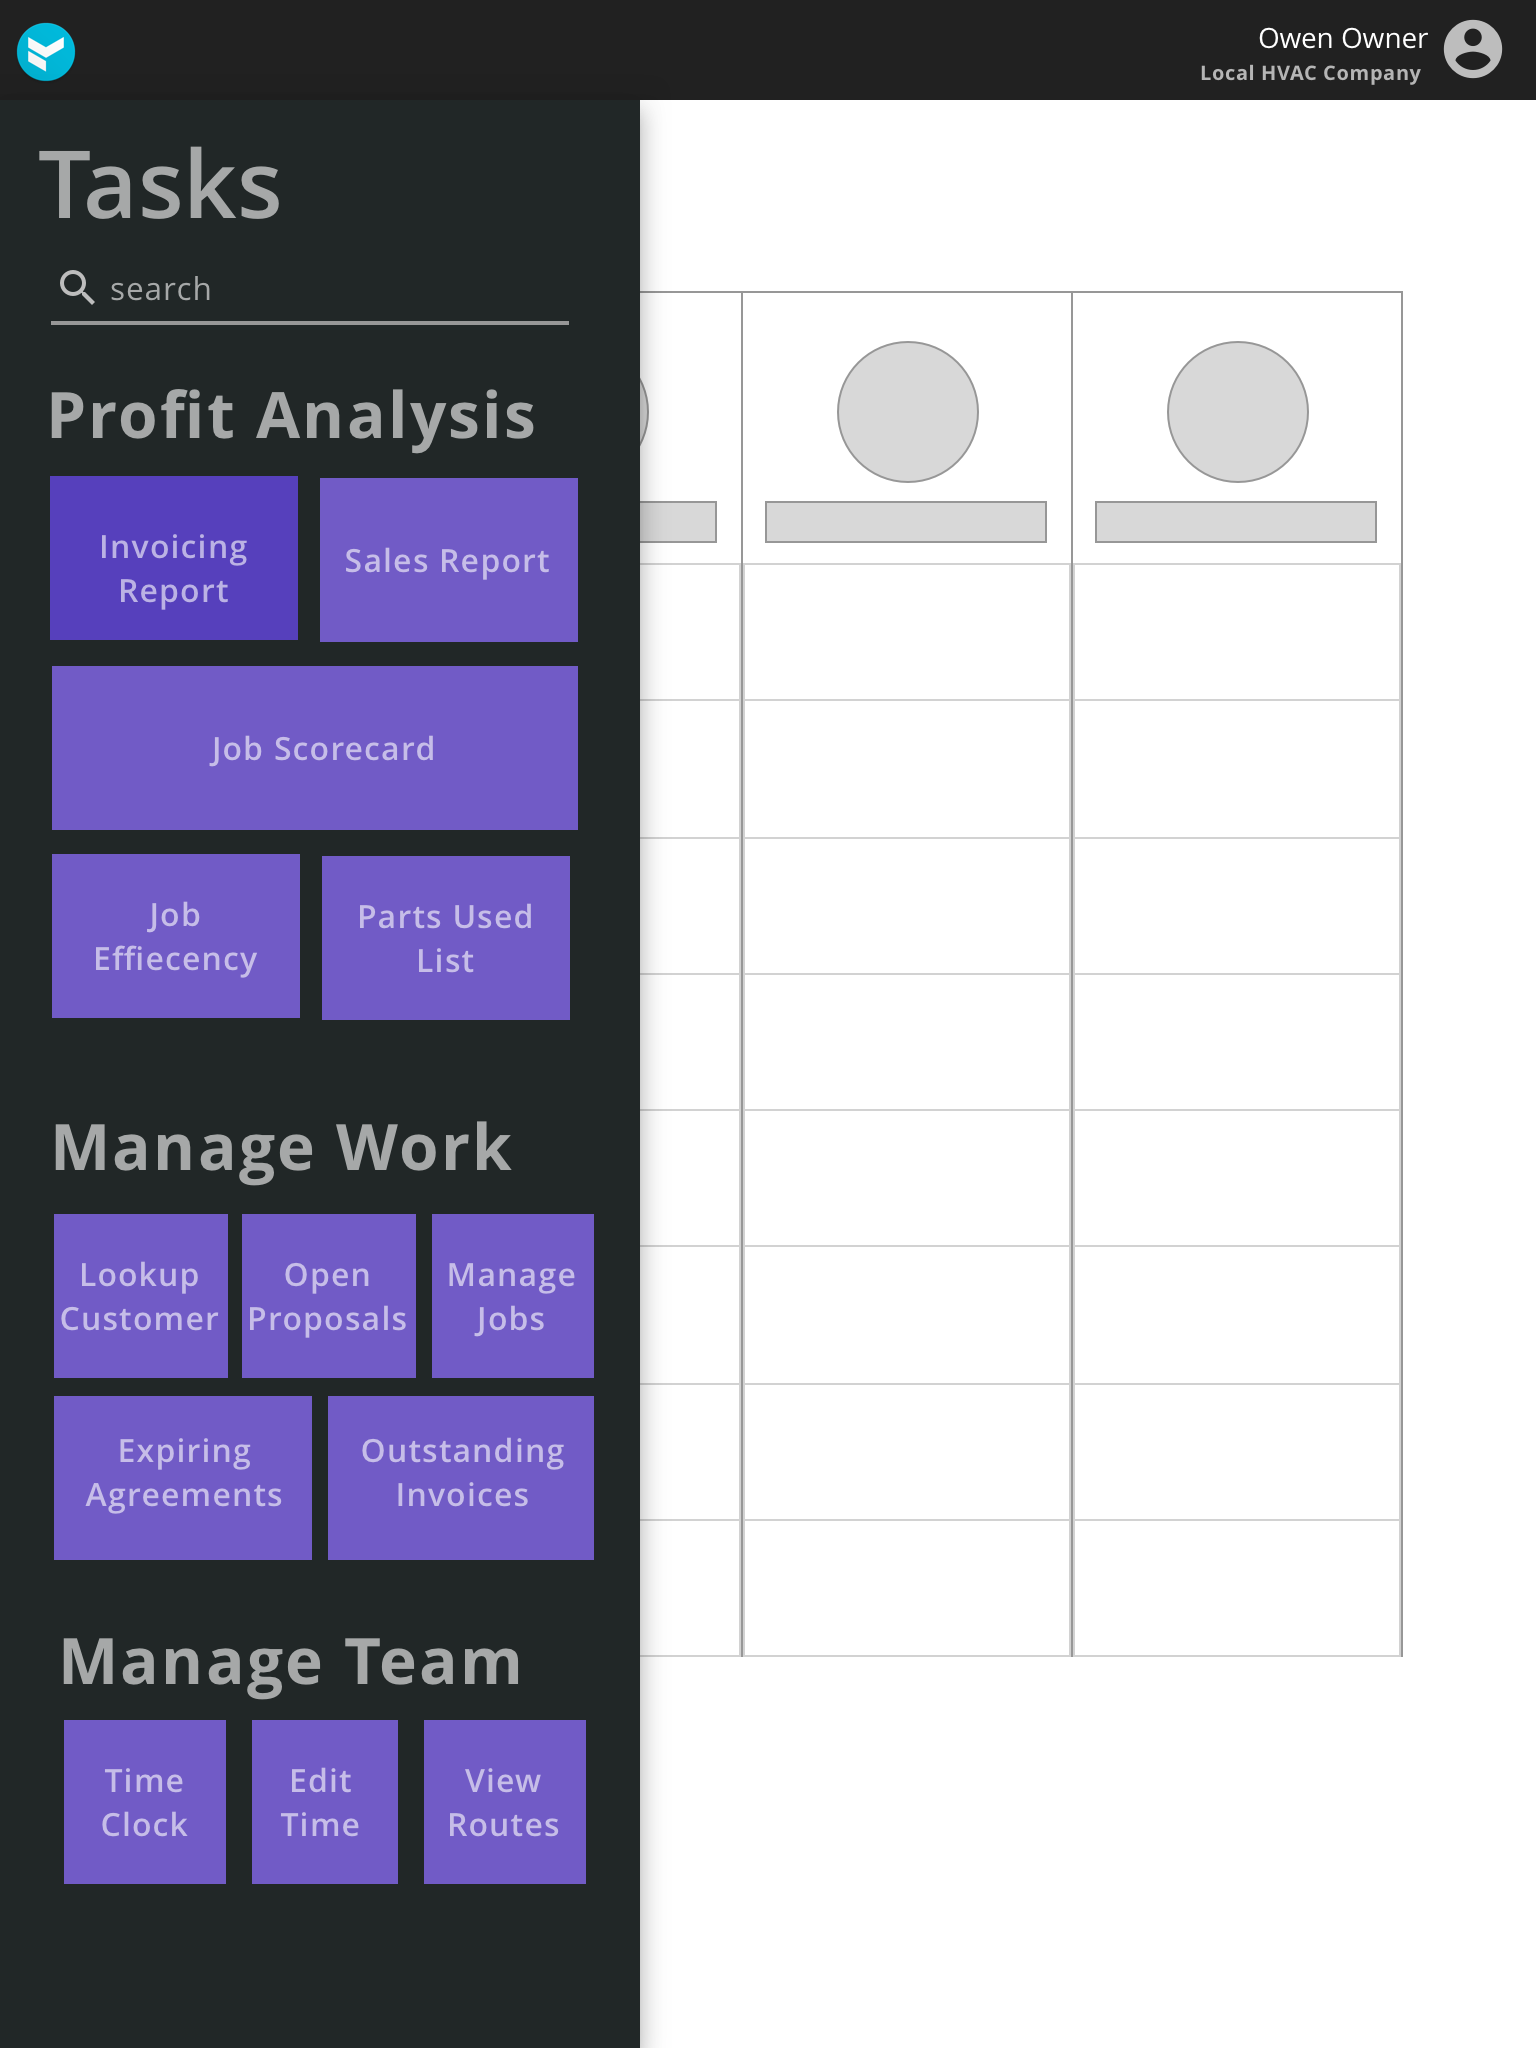 Owen Owner
Local HVAC Company
Tasks
search
Profit Analysis
Invoicing
Report
Sales Report
Job Scorecard
Job
Effiecency
Parts Used
List
Manage Work
Lookup
Customer
Open
Proposals
Manage
Jobs
Expiring
Agreements
Outstanding
Invoices
Manage Team
Time
Clock
Edit
Time
View
Routes